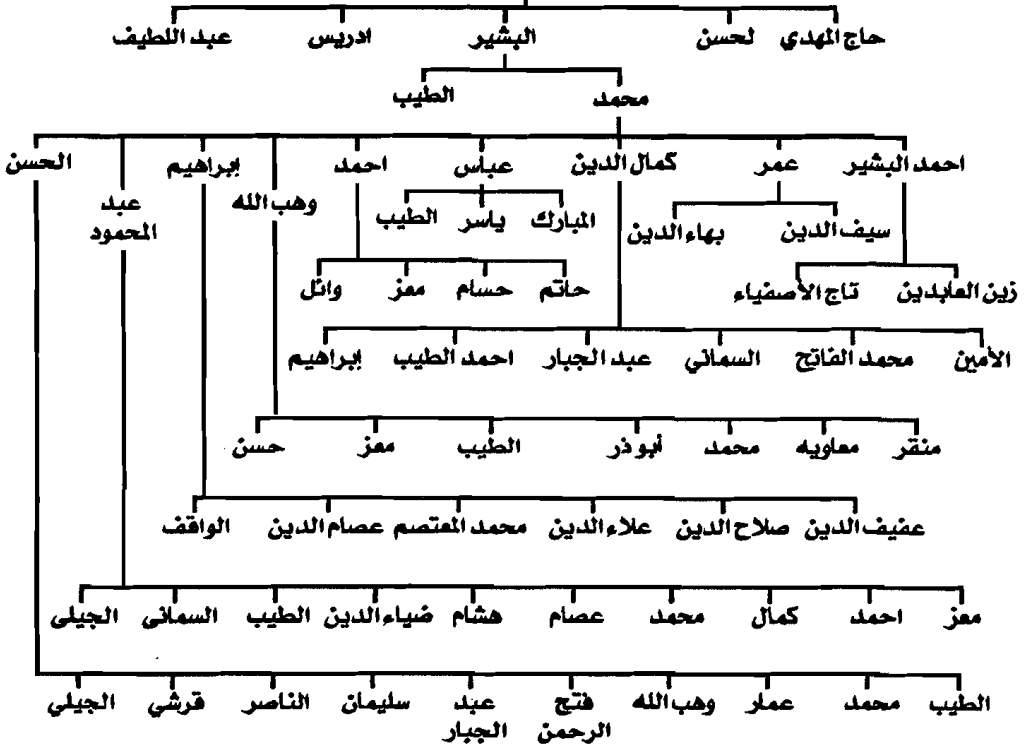 حاج المهدي لحسن البشير ادريس عبد اللطيف
محمد الطيب
احمد البشير عمر كمال الدين عباس احمد وهب الله إبراهيم عبد المحمود الحسن
المبارك ياسر الطيب
سيف الدين بهاء الدين
حاتم حسام معز وائل
زين العابدين تاج الأصفياء
الأمين محمد الفاتح السماني عبد الجبار احمد الطيب إبراهيم
منقر معاويه محمد أبو ذر الطيب معز حسن
عفيف الدين صلاح الدين علاء الدين محمد المعتصم عصام الدين الواقف
معز احمد كمال محمد عصام هشام ضياء الدين الطيب السمانى الجيلى
الطيب محمد عمار وهب الله فتح الرحمن عبد الجبار سليمان الناصر قرشي الجيلي